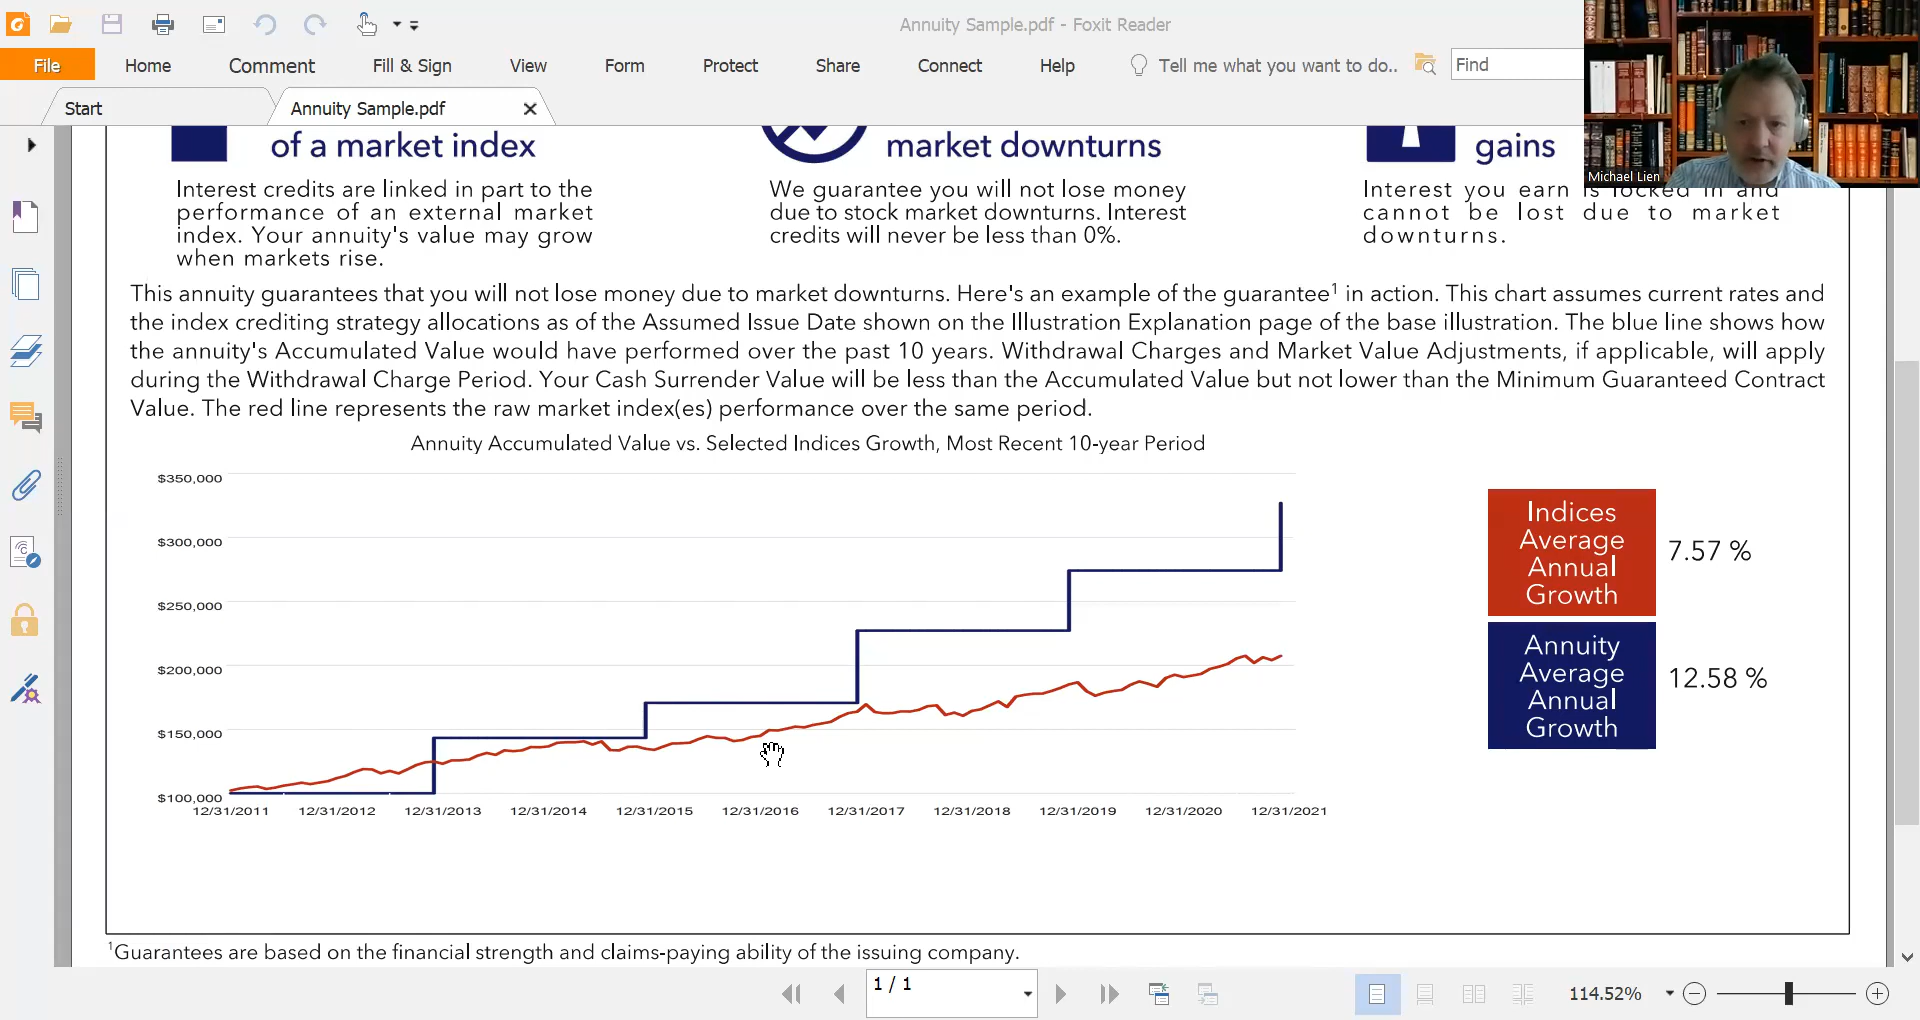 Annuity Sample.pdf - Foxit Reader
File Home Comment Fill & Sign View Form Protect Share Connect Help Tell me what you want to do.. Find
Start Annuity Sample.pdf
Michael Lien
of a market index
Interest credits are linked in part to the
performance of an external market
index. Your annuity's value may grow
when markets rise.
market downturns
We guarantee you will not lose money
due to stock market downturns. Interest
credits will never be less than 0%.
gains
Interest you earn is locked in and
cannot be lost due to market
downturns.
This annuity guarantees that you will not lose money due to market downturns. Here's an example of the guarantee1 in action. This chart assumes current rates and
the index crediting strategy allocations as of the Assumed Issue Date shown on the Illustration Explanation page of the base illustration. The blue line shows how
the annuity's Accumulated Value would have performed over the past 10 years. Withdrawal Charges and Market Value Adjustments, if applicable, will apply
during the Withdrawal Charge Period. Your Cash Surrender Value will be less than the Accumulated Value but not lower than the Minimum Guaranteed Contract
Value. The red line represents the raw market index(es) performance over the same period.
Annuity Accumulated Value vs. Selected Indices Growth, Most Recent 10-year Period
$350,000
$300,000
$250,000
$200,000
$150,000
$100,000
12/31/2011 12/31/2012 12/31/2013 12/31/2014 12/31/2015 12/31/2016 12/31/2017 12/31/2018 12/31/2019 12/31/2020 12/31/2021
Indices
Average
Annual
Growth
7.57 %
Annuity
Average
Annual
Growth
12.58 %
1Guarantees are based on the financial strength and claims-paying ability of the issuing company.
1 / 1
114.52%